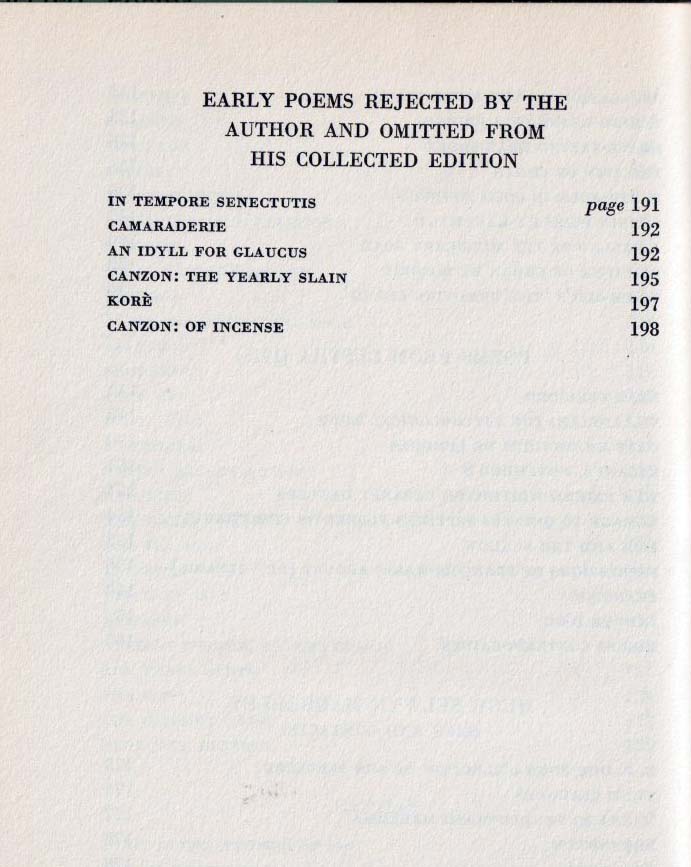 EARLY POEMS REJECTED BY THE
AUTHOR AND OMITTED FROM
HIS COLLECTED EDITION
IN TEMPORE SENECTUTIS page 191
CAMARADERIE 192
AN IDYLL FOR GLAUCUS 192
CANZON: THE YEARLY SLAIN 195
KORÈ 197
CANZON: OF INCENSE 198